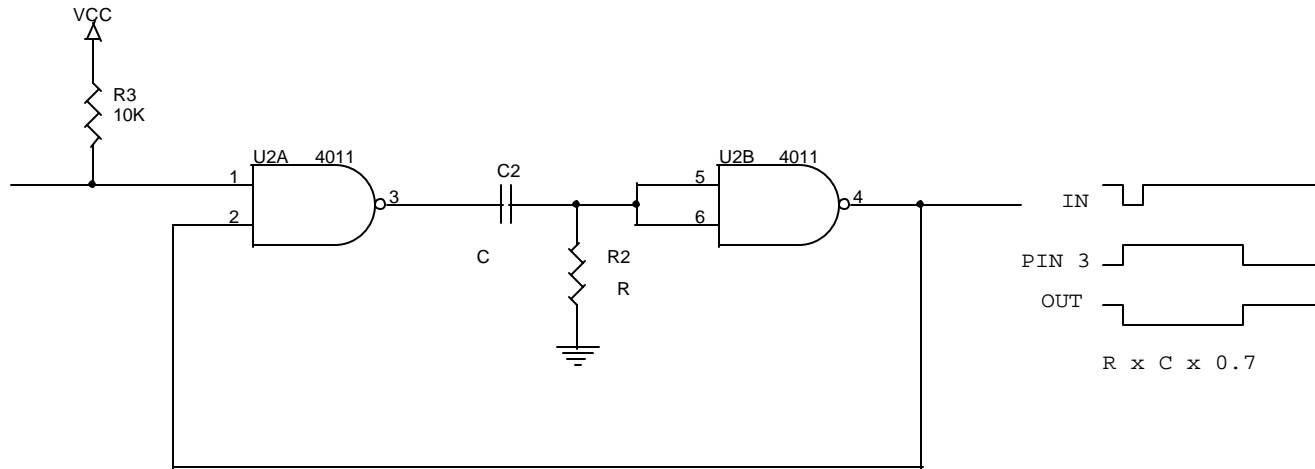 VCC
R3
10K
U2A 4011
1
2
3
C2
C
R2
R
U2B 4011
5
6
4
IN
PIN 3
OUT
R x C x 0.7